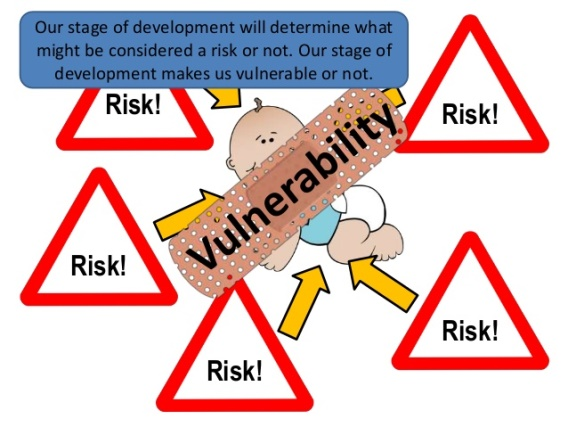 Our stage of development will determine what
might be considered a risk or not. Our stage of
development makes us vulnerable or not.
Risk!
Risk!
Vulnerability
Risk!
Risk!
Risk!